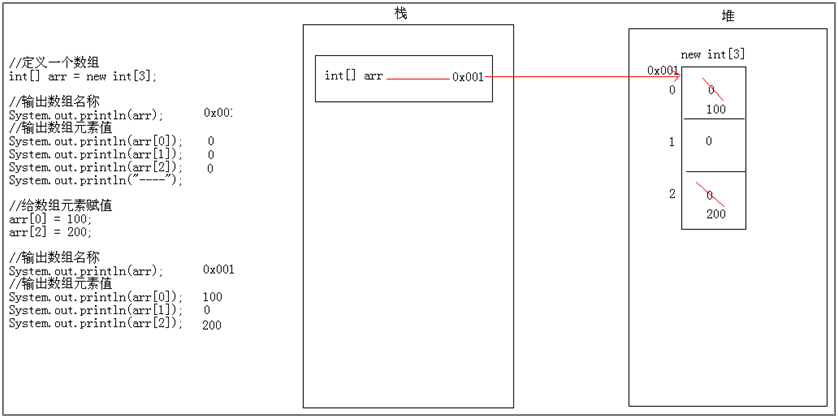 栈
堆
//定义一个数组
int[] arr = new int[3];
//输出数组名称
System.out.println(arr); 0x001
//输出数组元素值
System.out.println(arr[0]); 0
System.out.println(arr[1]); 0
System.out.println(arr[2]); 0
System.out.println("----");
//给数组元素赋值
arr[0] = 100;
arr[2] = 200;
//输出数组名称
System.out.println(arr); 0x001
//输出数组元素值
System.out.println(arr[0]); 100
System.out.println(arr[1]); 0
System.out.println(arr[2]); 200
int[] arr 0x001
new int[3]
0x001
0 0
100
1 0
2 0
200